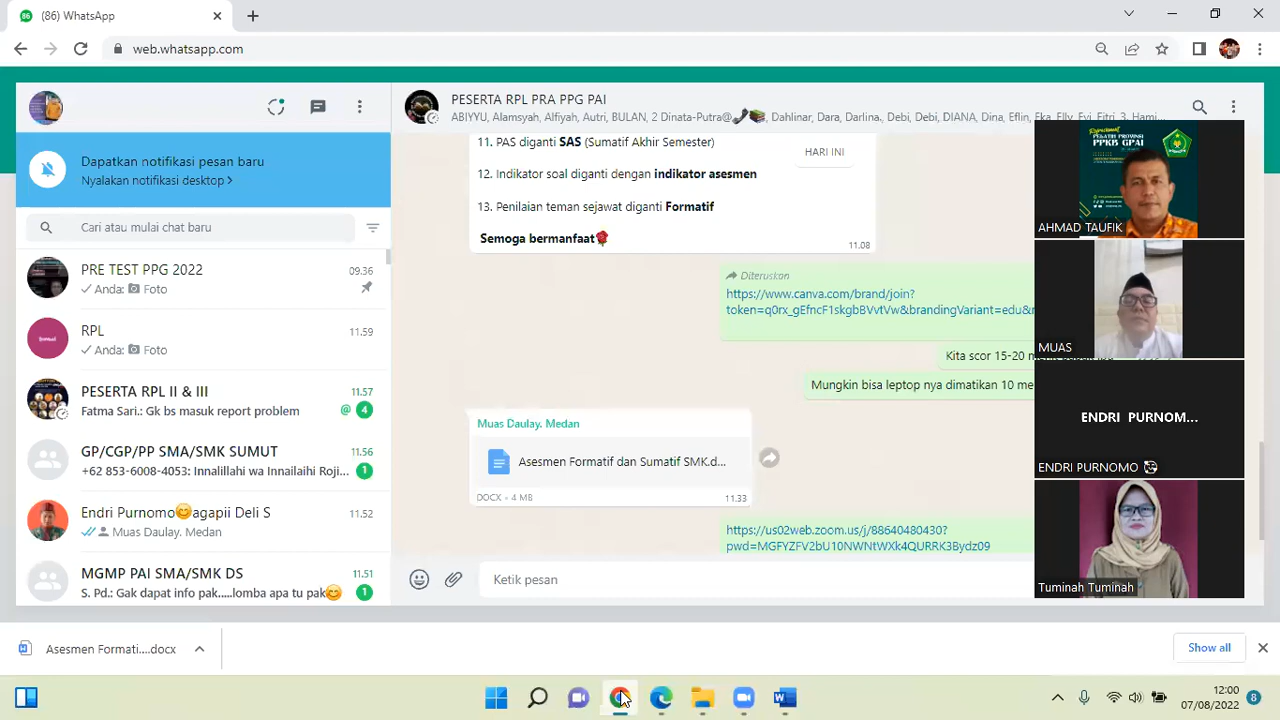 (86) WhatsApp
web.whatsapp.com
PESERTA RPL PRA PPG PAI
ABIYYU, Alamsyah, Alfiyah, Autri, BULAN, 2 Dinata-Putra@📞📚, Dahlinar, Dara, Darlina, Debi, Debi, DIANA, Dina, Eflin, Eka, Elly, Evi, Fitri, 3, Hami...
Dapatkan notifikasi pesan baru
Nyalakan notifikasi desktop >
Cari atau mulai chat baru
PRE TEST PPG 2022
09.36
Anda: Foto
RPL
11.59
Anda: Foto
PESERTA RPL II & III
11.57
Fatma Sari.: Gk bs masuk report problem
@ 4
GP/CGP/PP SMA/SMK SUMUT
11.56
+62 853-6008-4053: Innalillahi wa Innailaihi Roji...
1
Endri Purnomo😊agapii Deli S
11.52
Muas Daulay. Medan
MGMP PAI SMA/SMK DS
11.51
S. Pd.: Gak dapat info pak.....lomba apa tu pak😊
1
11. PAS diganti SAS (Sumatif Akhir Semester)
HARI INI
12. Indikator soal diganti dengan indikator asesmen
13. Penilaian teman sejawat diganti Formatif
Semoga bermanfaat🌹
11.08
Diteruskan
https://www.canva.com/brand/join?
token=q0rx_gEfncF1skgbBVvtVw&brandingVariant=edu&
Kita scor 15-20
Mungkin bisa leptop nya dimatikan 10 me
Muas Daulay. Medan
Asesmen Formatif dan Sumatif SMK.d...
DOCX • 4 MB
11.33
https://us02web.zoom.us/j/88640480430?
pwd=MGFYZFV2bU10NWNtWXk4QURRK3Bydz09
Ketik pesan
PPKB GPAI
AHMAD TAUFIK
MUAS
ENDRI PURNOM...
ENDRI PURNOMO
Tuminah Tuminah
Asesmen Formati....docx
Show all
12:00
07/08/2022
8